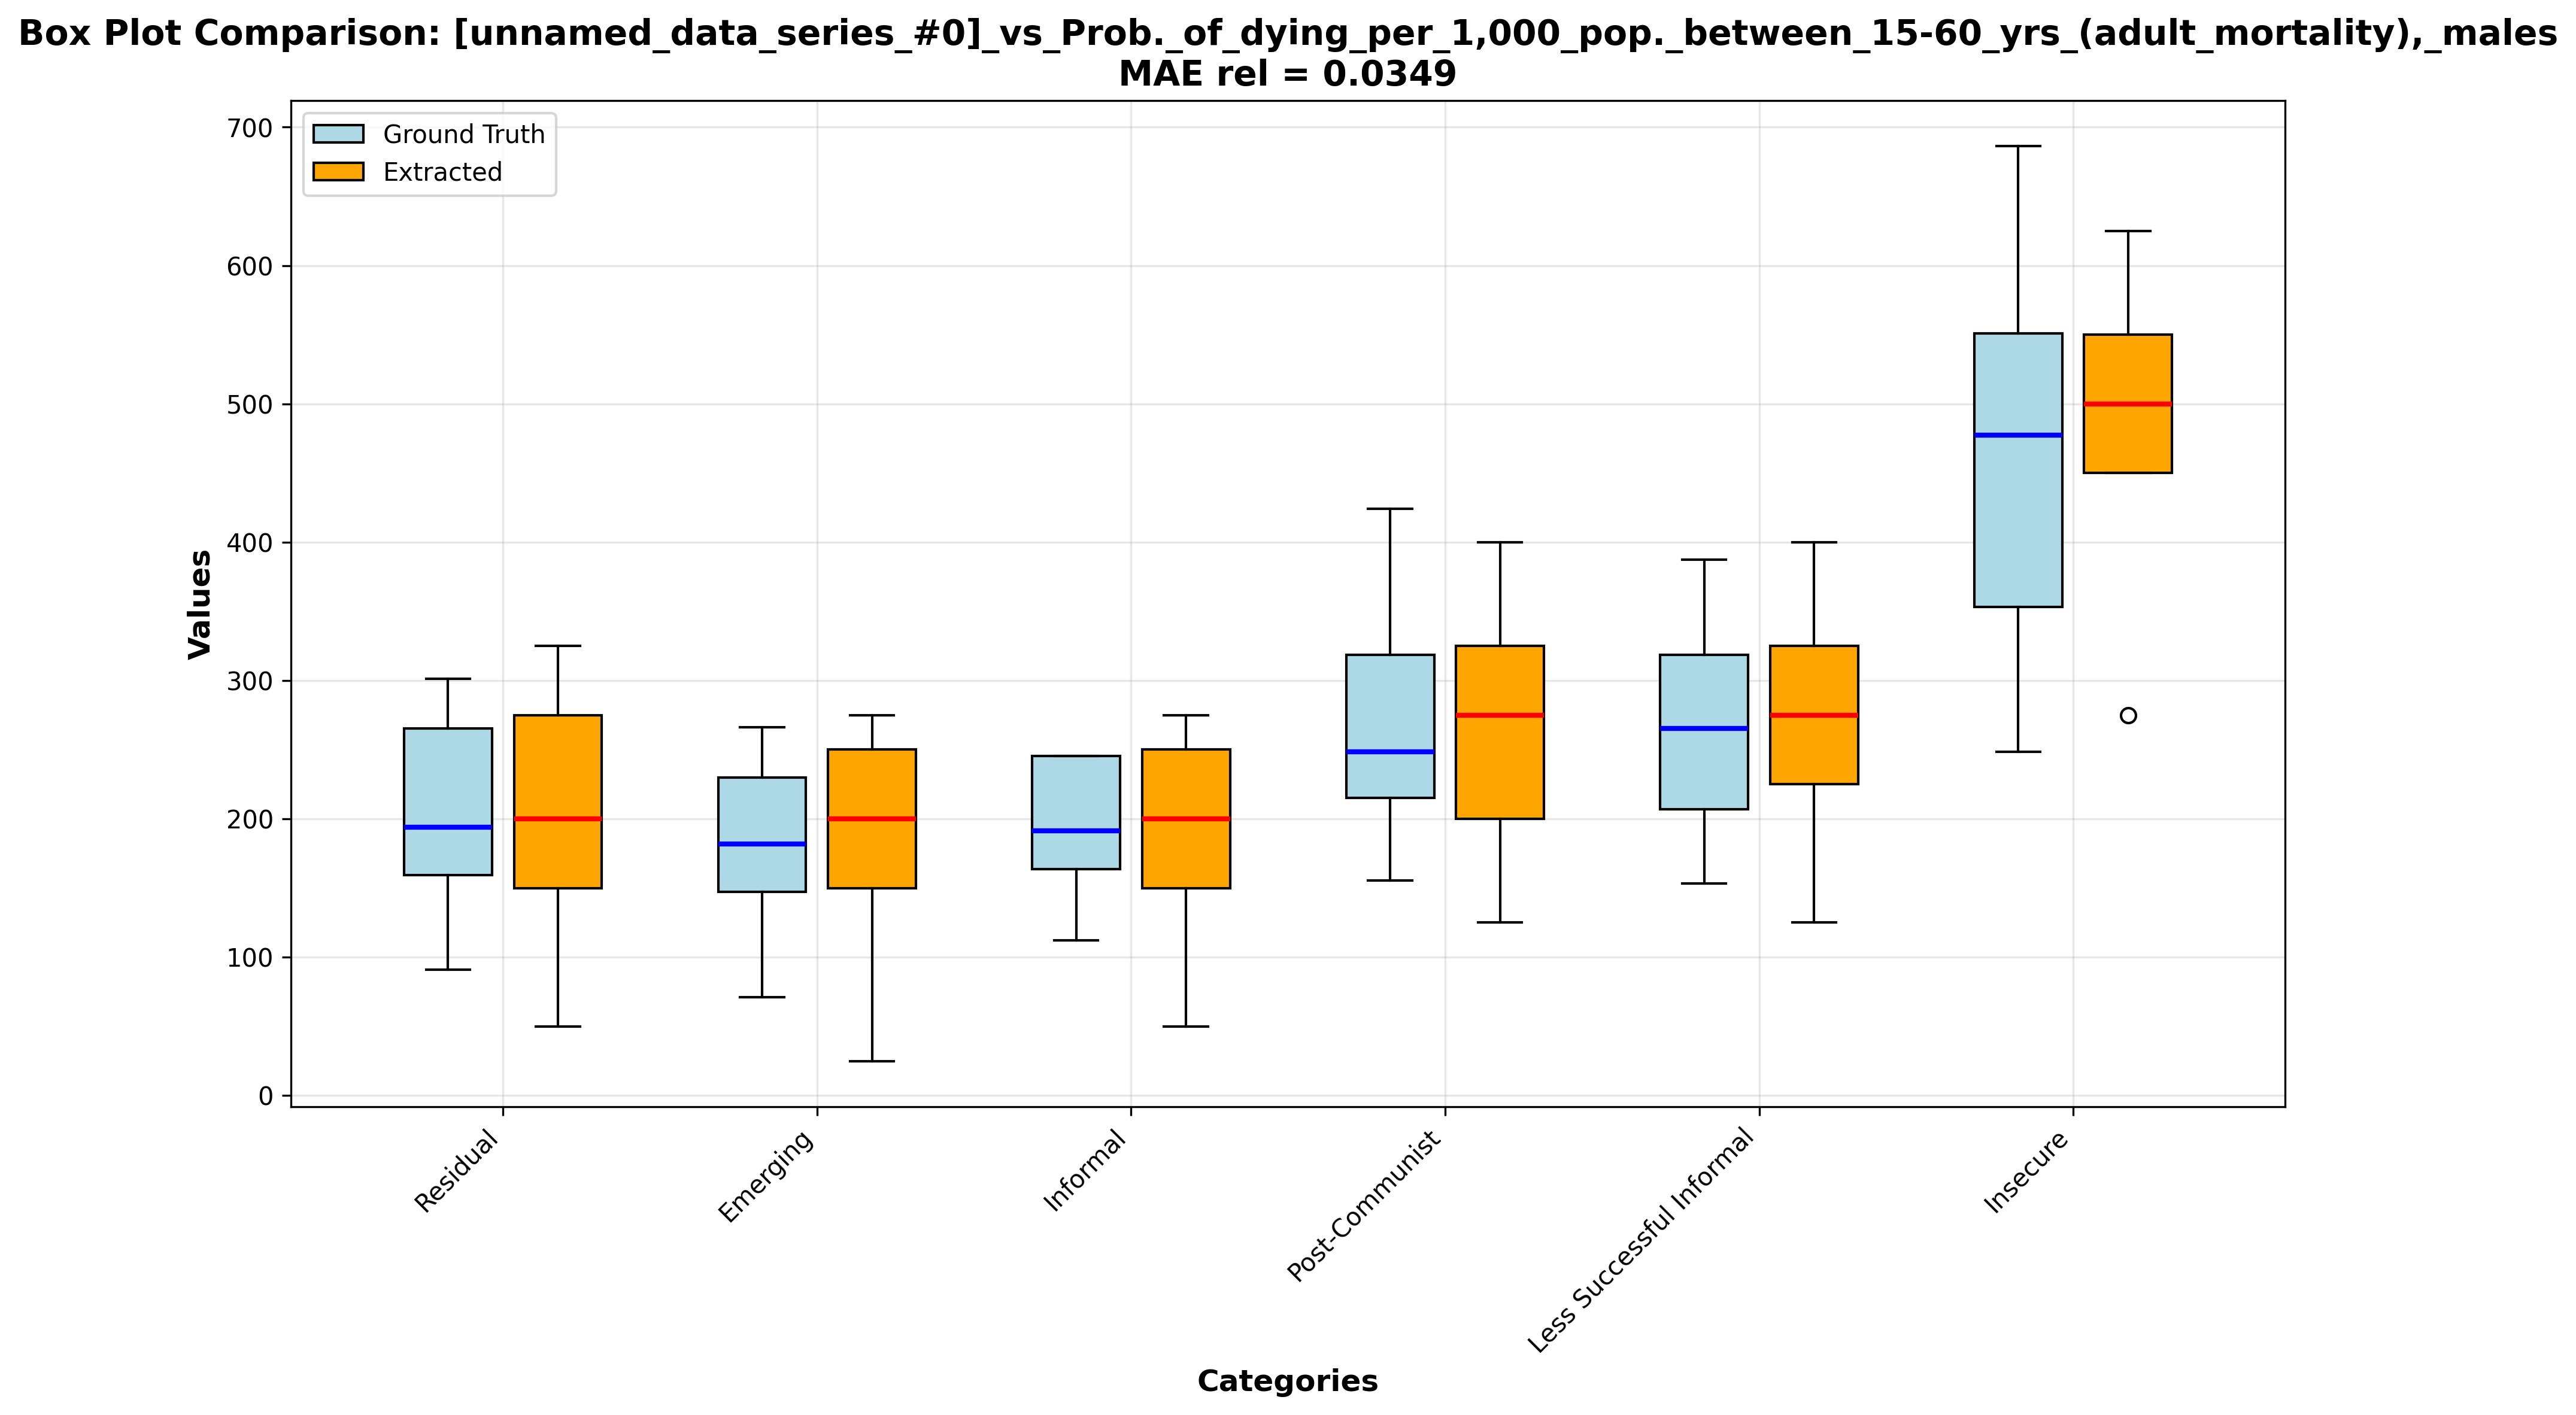 Box Plot Comparison: [unnamed_data_series_#0]_vs_Prob._of_dying_per_1,000_pop._between_15-60_yrs_(adult_mortality),_males
MAE rel = 0.0349
Ground Truth
Extracted
700
600
500
400
300
200
100
0
Values
Residual
Emerging
Informal
Post-Communist
Less Successful Informal
Insecure
Categories